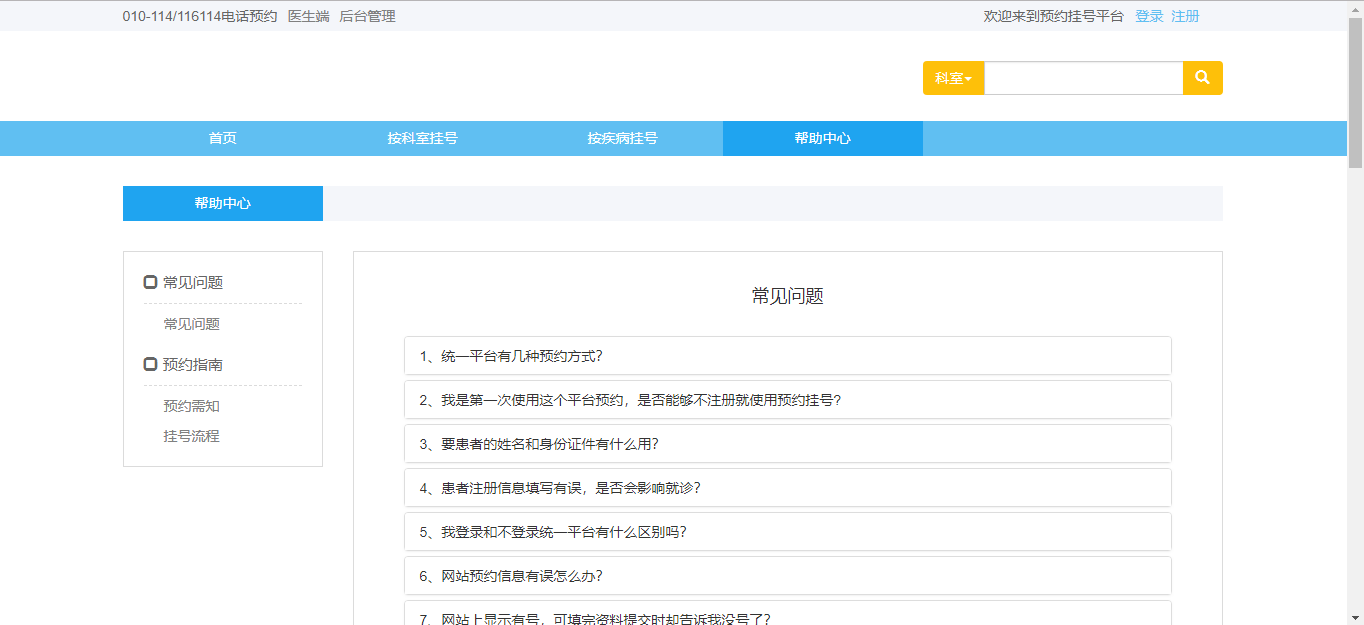 010-114/116114电话预约 医生端 后台管理 欢迎来到预约挂号平台 登录 注册
科室
首页 按科室挂号 按疾病挂号 帮助中心
帮助中心
常见问题
常见问题
预约指南
预约需知
挂号流程
常见问题
1、统一平台有几种预约方式?
2、我是第一次使用这个平台预约，是否能够不注册就使用预约挂号?
3、要患者的姓名和身份证件有什么用?
4、患者注册信息填写有误，是否会影响就诊?
5、我登录和不登录统一平台有什么区别吗?
6、网站预约信息有误怎么办?
7、网站上显示有号，可填完资料提交时却告诉我没号了?